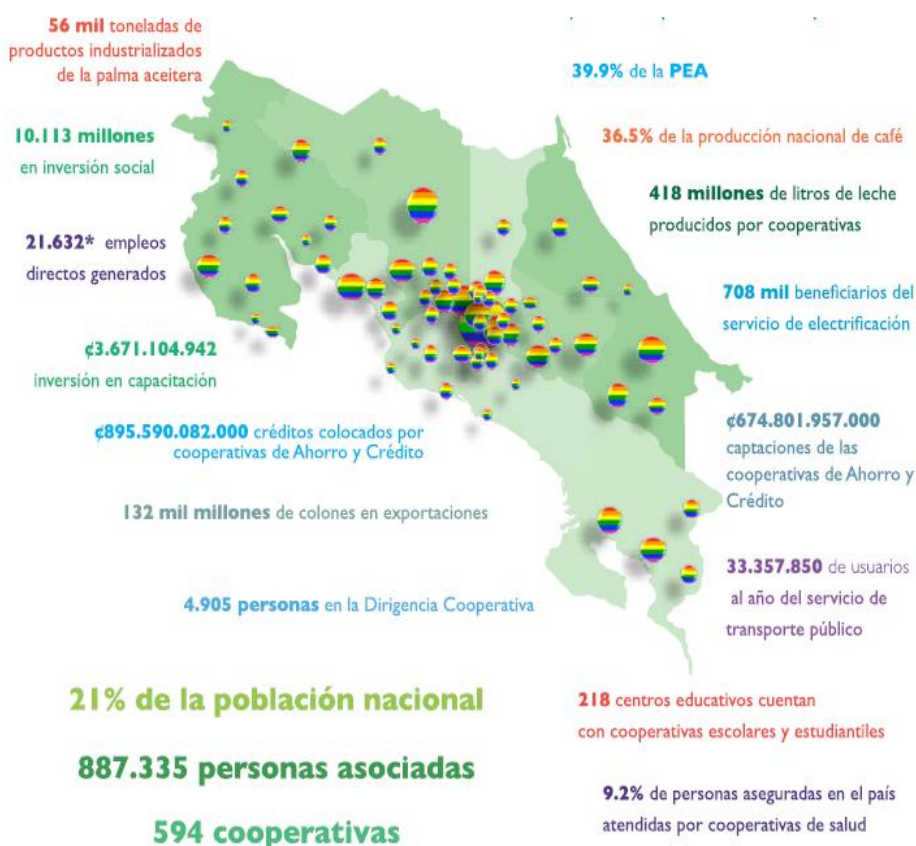 56 mil toneladas de
productos industrializados
de la palma aceitera
10.113 millones
en inversión social
21.632* empleos
directos generados
¢3.671.104.942
inversión en capacitación
¢895.590.082.000 créditos colocados por
cooperativas de Ahorro y Crédito
132 mil millones de colones en exportaciones
4.905 personas en la Dirigencia Cooperativa
21% de la población nacional
887.335 personas asociadas
594 cooperativas
39.9% de la PEA
36.5% de la producción nacional de café
418 millones de litros de leche
producidos por cooperativas
708 mil beneficiarios del
servicio de electrificación
¢674.801.957.000
captaciones de las
cooperativas de Ahorro y
Crédito
33.357.850 de usuarios
al año del servicio de
transporte público
218 centros educativos cuentan
con cooperativas escolares y estudiantiles
9.2% de personas aseguradas en el país
atendidas por cooperativas de salud